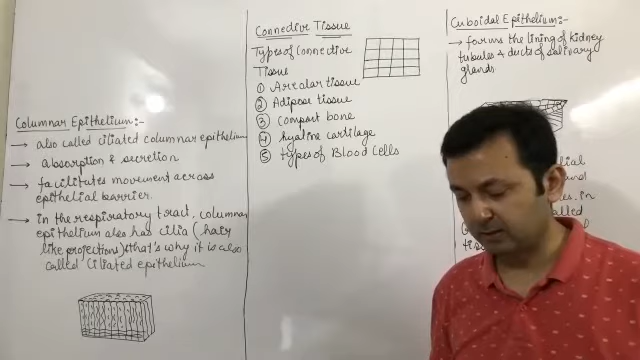 Columnar Epithelium:-
→ also called ciliated columnar epithelium
→ absorption & secretion
→ facilitates movement across
epithelial barrier.
→ in the respiratory tract, columnar
epithelium also has cilia (hair
like projections) that's why it is also
called Ciliated epithelium
Connective Tissue
Types of Connective
Tissue
① Areolar tissue
② Adipose tissue
③ compact bone
④ hyaline cartilage
⑤ types of Blood Cells
Cuboidal Epithelium:-
→ forms the lining of kidney
tubules & ducts of salivary
glands